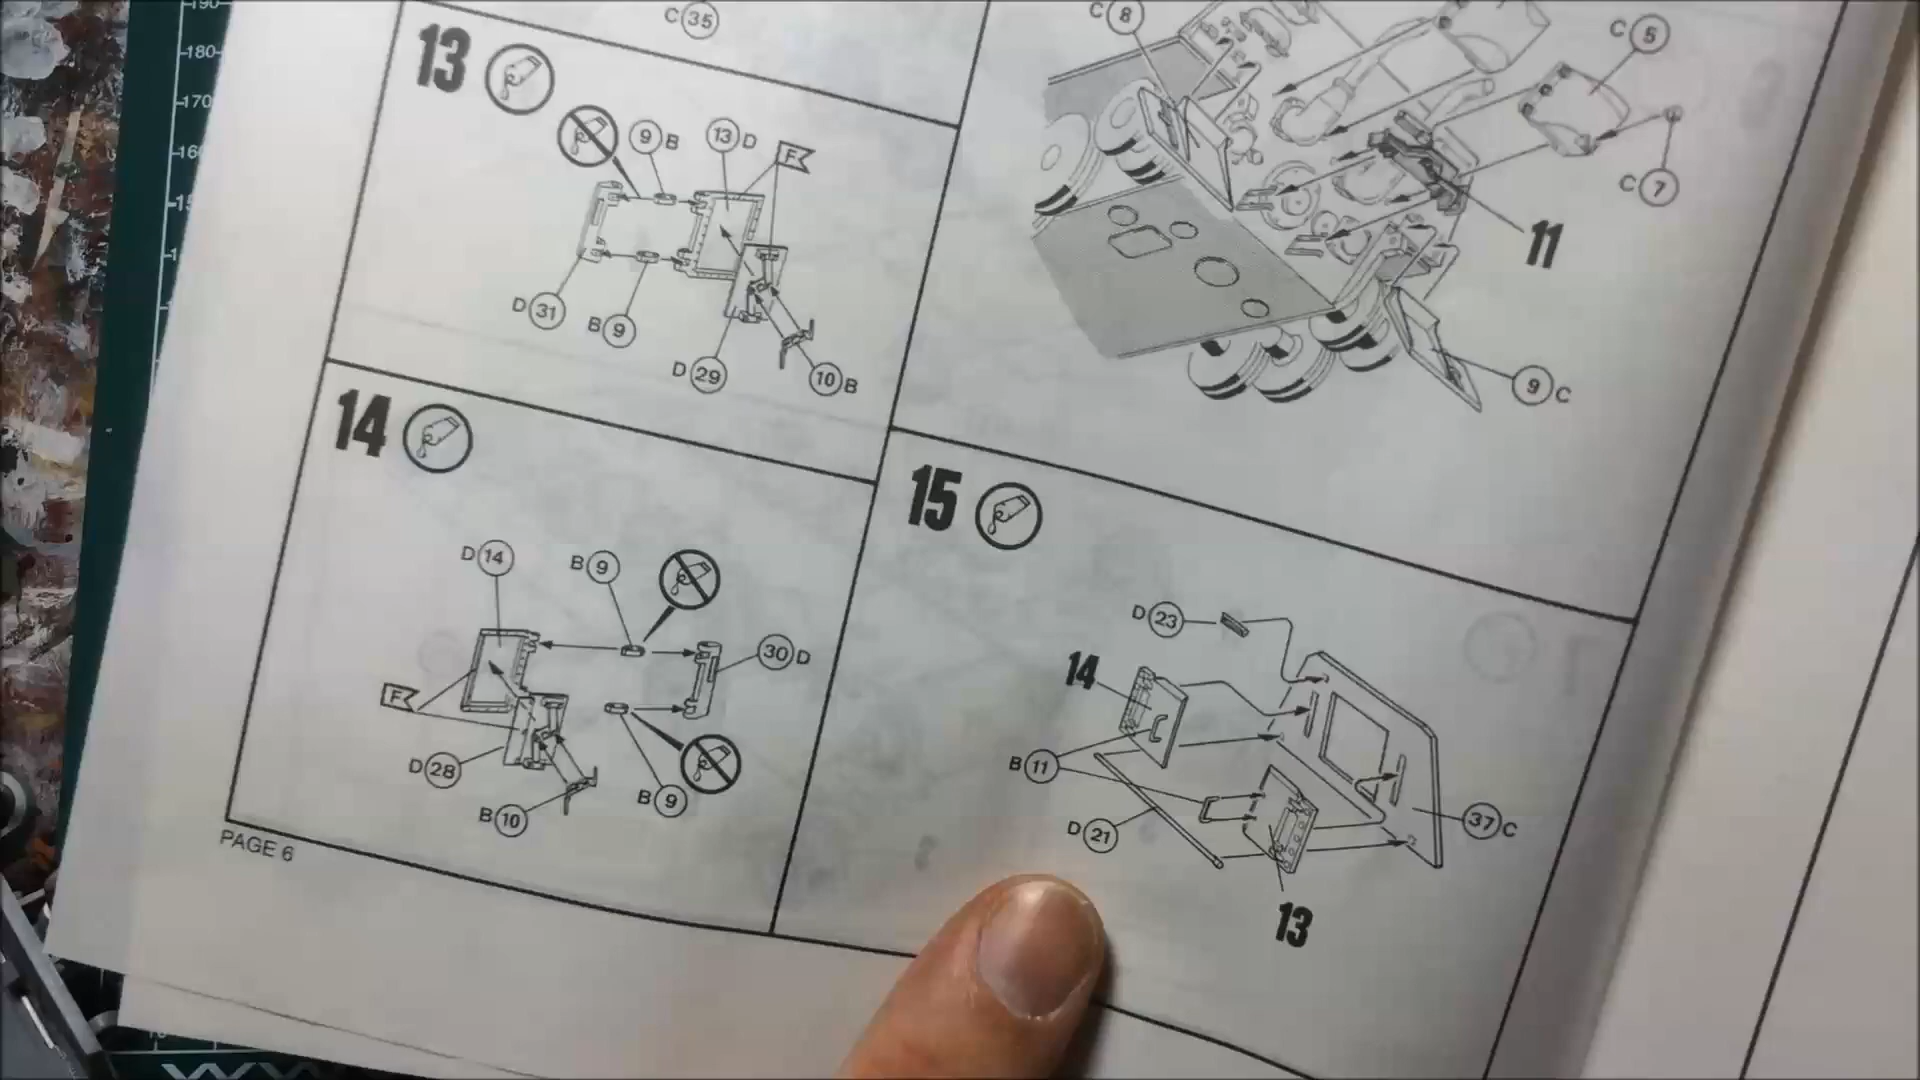 C 35
13
9 B
13 D
F
D 31
B 9
D 29
10 B
C 8
C 5
C 7
11
9 C
14
D 14
B 9
30 D
F
D 28
B 10
B 9
PAGE 6
15
D 23
14
B 11
D 21
37 C
13
190
180
170
160